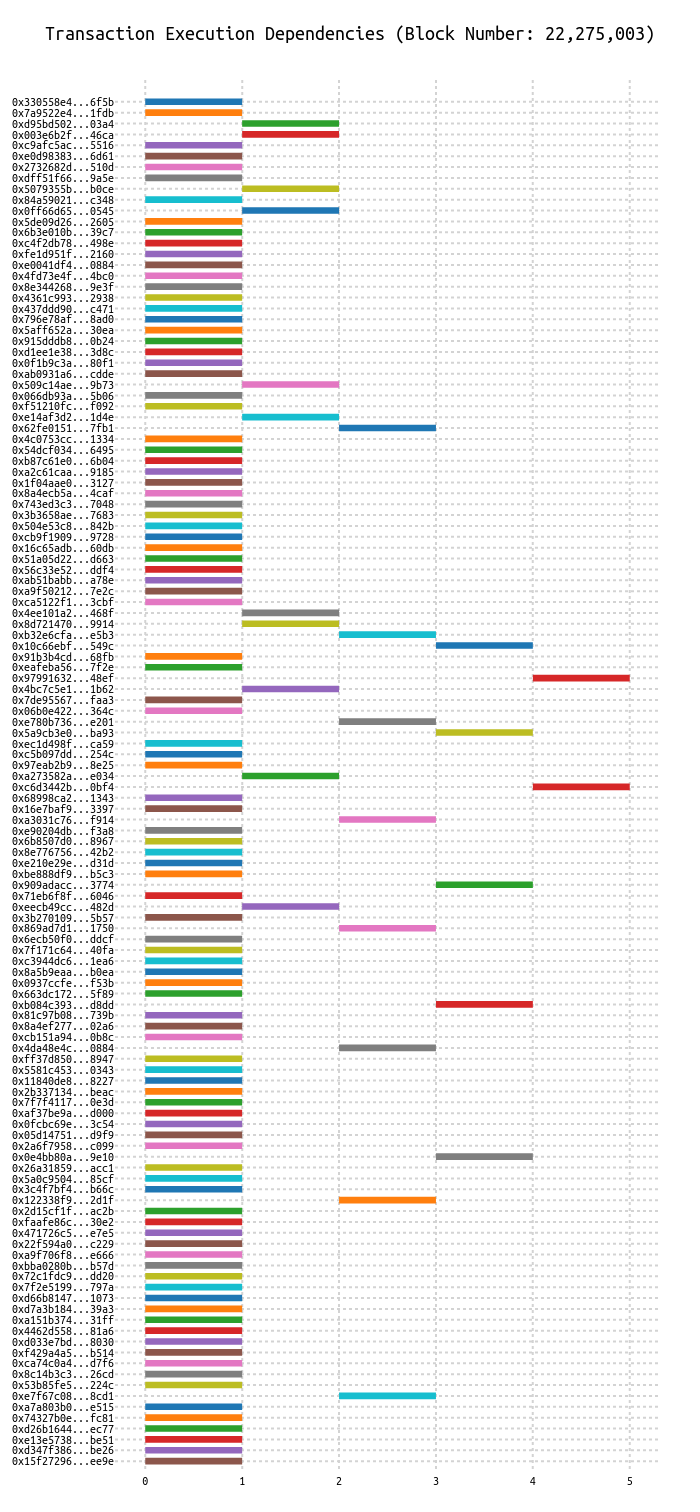 Transaction Execution Dependencies (Block Number: 22,275,003)
0x330558e4...6f5b
0x7a9522e4...1fdb
0xd95bd502...03a4
0x003e6b2f...46ca
0xc9afc5ac...5516
0xe0d98383...6d61
0x2732682d...510d
0xdff51f66...9a5e
0x5079355b...b0ce
0x84a59021...c348
0x0ff66d65...0545
0x5de09d26...2605
0x6b3e010b...39c7
0xc4f2db78...498e
0xfe1d951f...2160
0xe0041df4...0884
0x4fd73e4f...4bc0
0x8e344268...9e3f
0x4361c993...2938
0x437ddd90...c471
0x796e78af...8ad0
0x5aff652a...30ea
0x915dddb8...0b24
0xd1ee1e38...3d8c
0x0f1b9c3a...80f1
0xab0931a6...cdde
0x509c14ae...9b73
0x066db93a...5b06
0xf51210fc...f092
0xe14af3d2...1d4e
0x62fe0151...7fb1
0x4c0753cc...1334
0x54dcf034...6495
0xb87c61e0...6b04
0xa2c61caa...9185
0x1f04aae0...3127
0x8a4ecb5a...4caf
0x743ed3c3...7048
0x3b3658ae...7683
0x504e53c8...842b
0xcb9f1909...9728
0x16c65adb...60db
0x51a05d22...d663
0x56c33e52...ddf4
0xab51babb...a78e
0xa9f50212...7e2c
0xca5122f1...3cbf
0x4ee101a2...468f
0x8d721470...9914
0xb32e6cfa...e5b3
0x10c66ebf...549c
0x91b3b4cd...68fb
0xeafeba56...7f2e
0x97991632...48ef
0x4bc7c5e1...1b62
0x7de95567...faa3
0x06b0e422...364c
0xe780b736...e201
0x5a9cb3e0...ba93
0xec1d498f...ca59
0xc5b097dd...254c
0x97eab2b9...8e25
0xa273582a...e034
0xc6d3442b...0bf4
0x68998ca2...1343
0x16e7baf9...3397
0xa3031c76...f914
0xe90204db...f3a8
0x6b8507d0...8967
0x8e776756...42b2
0xe210e29e...d31d
0xbe888df9...b5c3
0x909adacc...3774
0x71eb6f8f...6046
0xeecb49cc...482d
0x3b270109...5b57
0x869ad7d1...1750
0x6ecb50f0...ddcf
0x7f171c64...40fa
0xc3944dc6...1ea6
0x8a5b9eaa...b0ea
0x0937ccfe...f53b
0x663dc172...5f89
0xb084c393...d8dd
0x81c97b08...739b
0x8a4ef277...02a6
0xcb151a94...0b8c
0x4da48e4c...0884
0xff37d850...8947
0x5581c453...0343
0x11840de8...8227
0x2b337134...beac
0x7f7f4117...0e3d
0xaf37be9a...d000
0x0fcbc69e...3c54
0x05d14751...d9f9
0x2a6f7958...c099
0x0e4bb80a...9e10
0x26a31859...acc1
0x5a0c9504...85cf
0x3c4f7bf4...b66c
0x122338f9...2d1f
0x2d15cf1f...ac2b
0xfaafe86c...30e2
0x471726c5...e7e5
0x22f594a0...c229
0xa9f706f8...e666
0xbba0280b...b57d
0x72c1fdc9...dd20
0x7f2e5199...797a
0xd66b8147...1073
0xd7a3b184...39a3
0xa151b374...31ff
0x4462d558...81a6
0xd033e7bd...8030
0xf429a4a5...b514
0xca74c0a4...d7f6
0x8c14b3c3...26cd
0x53b85fe5...224c
0xe7f67c08...8cd1
0xa7a803b0...e515
0x74327b0e...fc81
0xd26b1644...ec77
0xe13e5738...be51
0xd347f386...be26
0x15f27296...ee9e
0 1 2 3 4 5